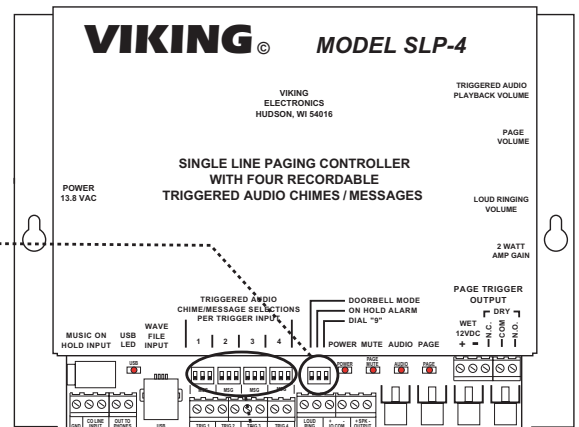 VIKING©
MODEL SLP-4
VIKING
ELECTRONICS
HUDSON, WI 54016
TRIGGERED AUDIO
PLAYBACK VOLUME
PAGE
VOLUME
SINGLE LINE PAGING CONTROLLER
WITH FOUR RECORDABLE
TRIGGERED AUDIO CHIMES / MESSAGES
POWER
13.8 VAC
LOUD RINGING
VOLUME
2 WATT
AMP GAIN
PAGE TRIGGER
OUTPUT
DRY
WET
12VDC
+ -
N.C.
COM
N.O.
TRIGGERED AUDIO
CHIME/MESSAGE SELECTIONS
PER TRIGGER INPUT
1 2 3 4
DOORBELL MODE
ON HOLD ALARM
DIAL "9"
MUSIC ON
HOLD INPUT
USB
LED
WAVE
FILE
INPUT
POWER MUTE AUDIO PAGE
USB
POWER
PAGE
MUTE
AUDIO
PAGE
MSG
MSG
MSG
MSG
GND
CO LINE
INPUT
OUT TO
PHONES
USB
TRIG 1
TRIG 2
TRIG 3
TRIG 4
LOUD
RING
+ SPK -
OUTPUT